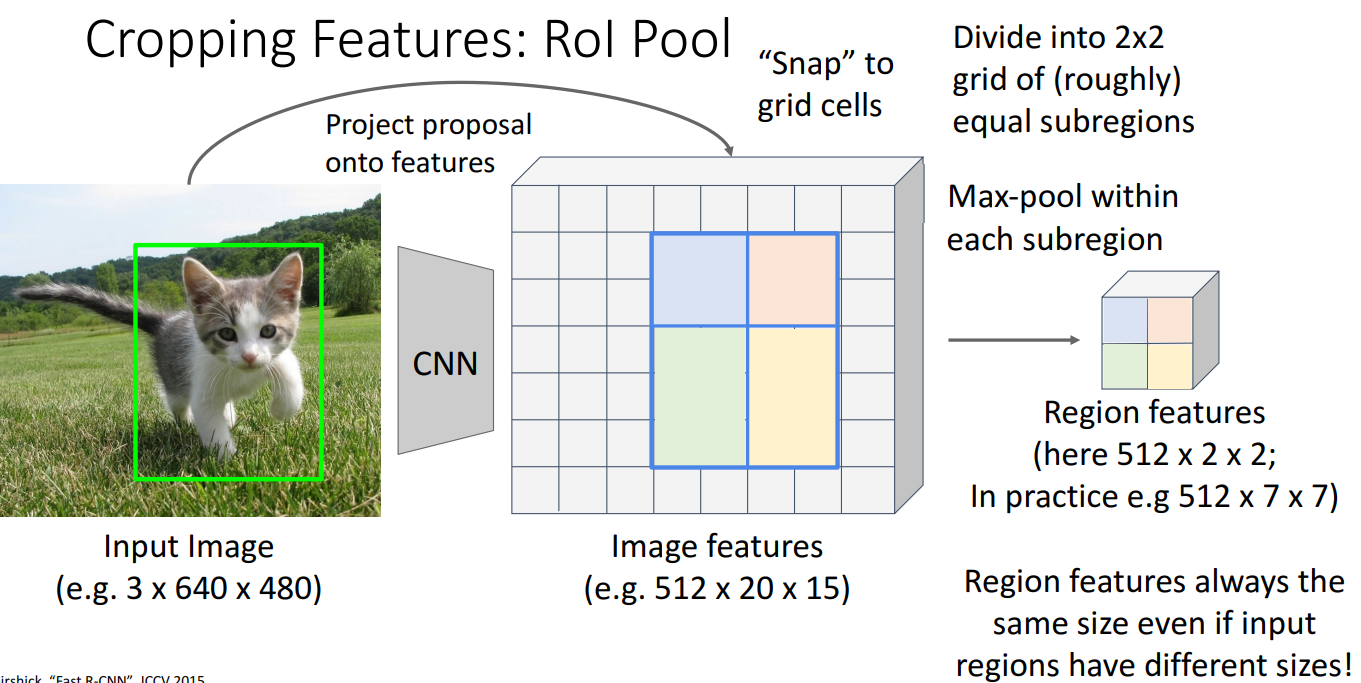 Cropping Features: RoI Pool
“Snap” to
grid cells
Divide into 2x2
grid of (roughly)
equal subregions
Project proposal
onto features
Max-pool within
each subregion
CNN
Region features
(here 512 x 2 x 2;
In practice e.g 512 x 7 x 7)
Input Image
(e.g. 3 x 640 x 480)
Image features
(e.g. 512 x 20 x 15)
Region features always the
same size even if input
regions have different sizes!
“Fast R-CNN”, ICCV 2015